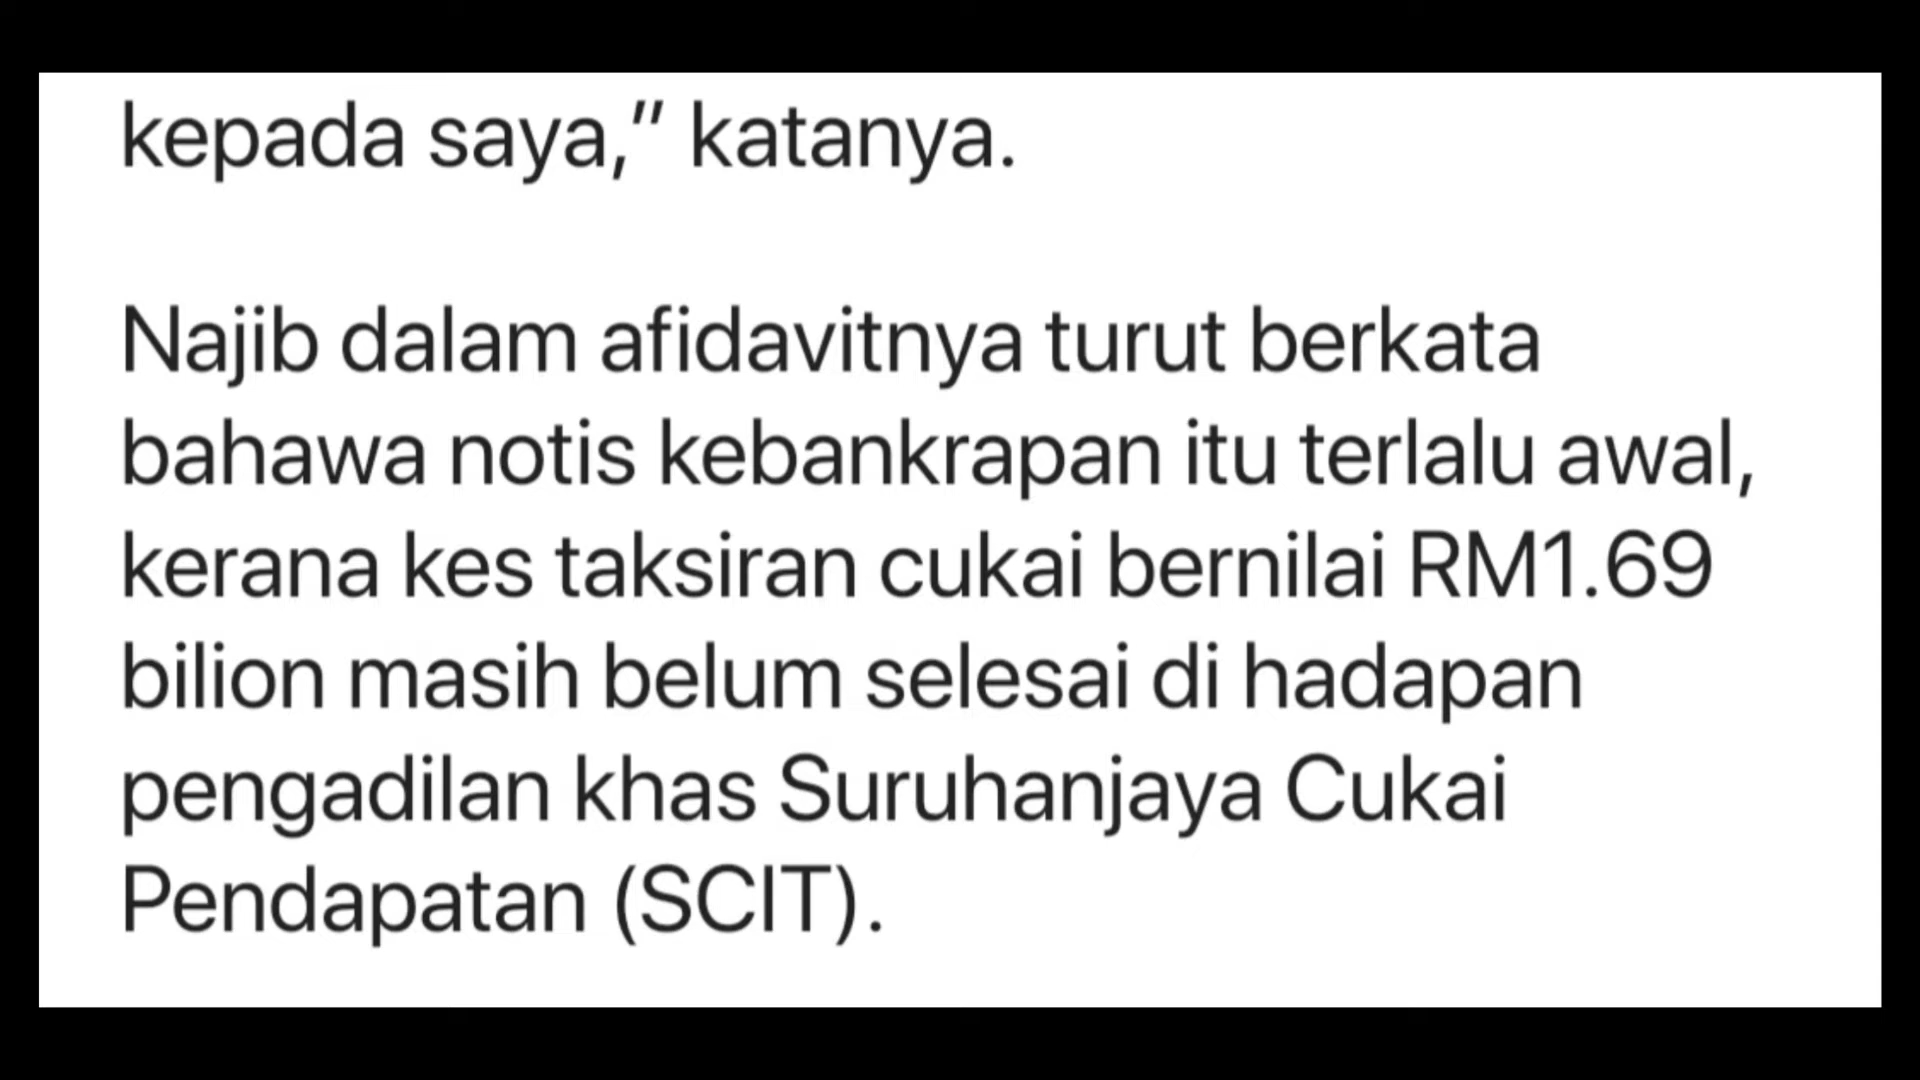 kepada saya,” katanya.
Najib dalam afidavitnya turut berkata
bahawa notis kebankrapan itu terlalu awal,
kerana kes taksiran cukai bernilai RM1.69
bilion masih belum selesai di hadapan
pengadilan khas Suruhanjaya Cukai
Pendapatan (SCIT).